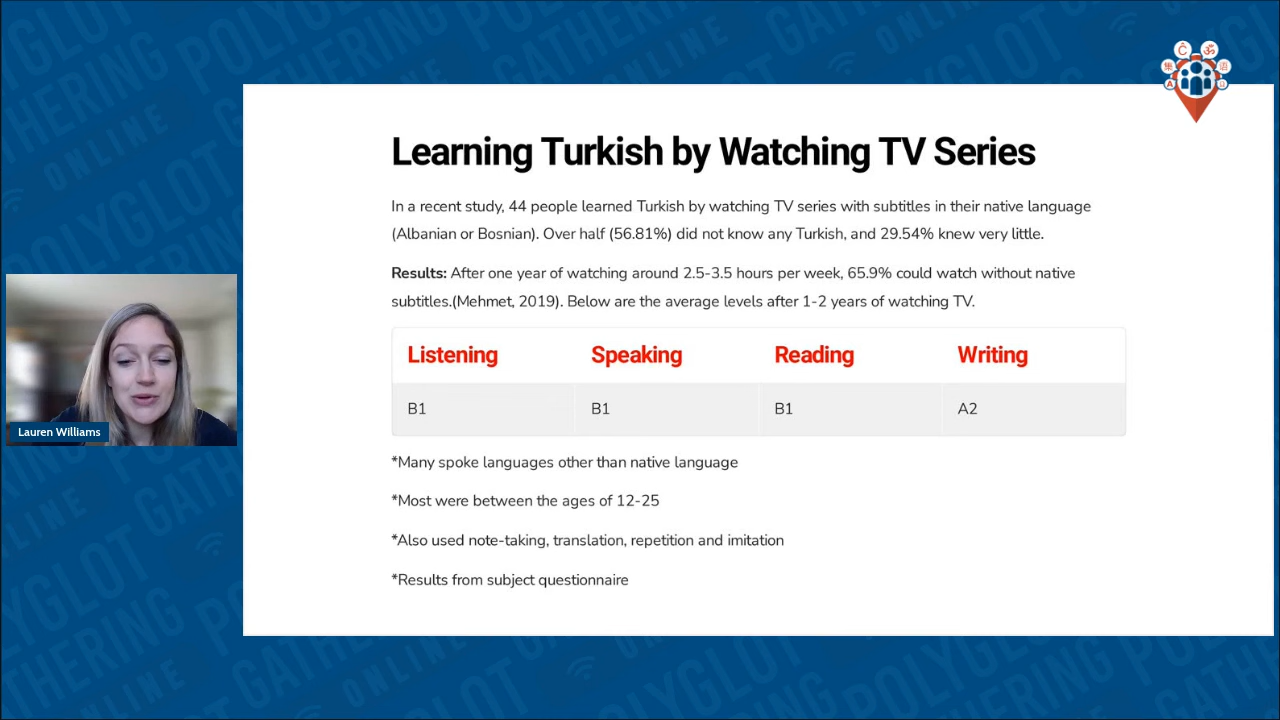 Learning Turkish by Watching TV Series
In a recent study, 44 people learned Turkish by watching TV series with subtitles in their native language
(Albanian or Bosnian). Over half (56.81%) did not know any Turkish, and 29.54% knew very little.
Results: After one year of watching around 2.5-3.5 hours per week, 65.9% could watch without native
subtitles.(Mehmet, 2019). Below are the average levels after 1-2 years of watching TV.
Listening Speaking Reading Writing
B1 B1 B1 A2
*Many spoke languages other than native language
*Most were between the ages of 12-25
*Also used note-taking, translation, repetition and imitation
*Results from subject questionnaire
Lauren Williams
POLYGLOT
GATHERING
ONLINE